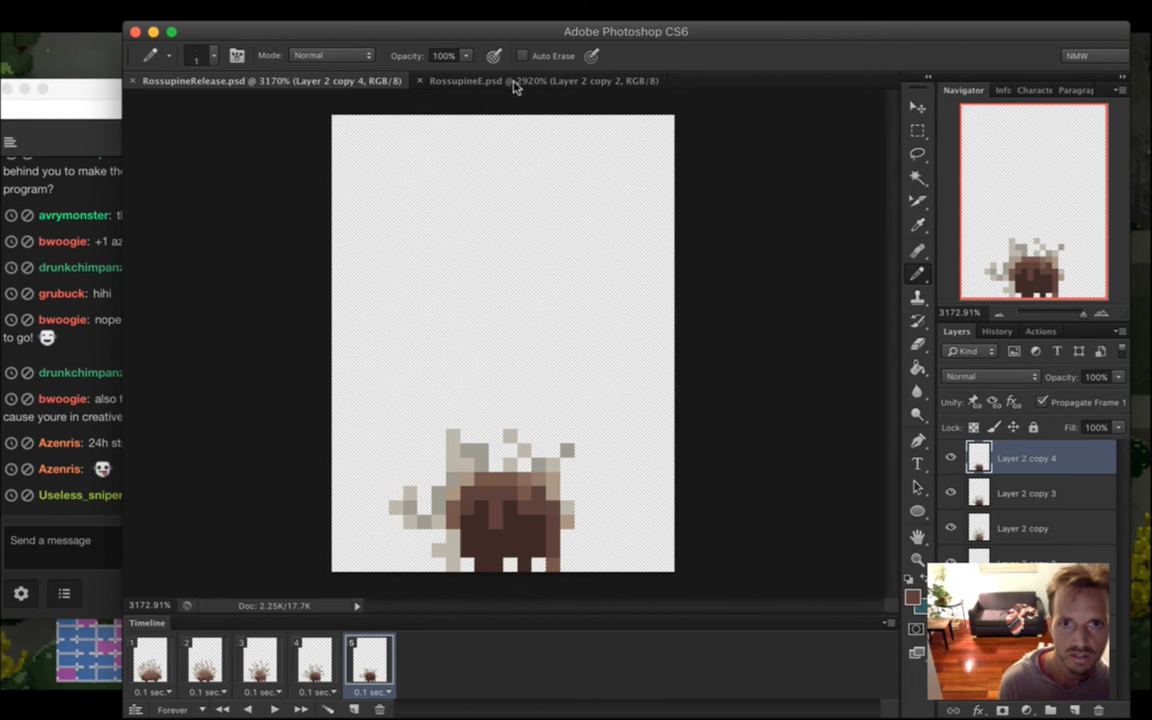 Adobe Photoshop CS6
1
Mode: Normal
Opacity: 100%
Auto Erase
NMW
× RossupineRelease.psd @ 3170% (Layer 2 copy 4, RGB/8)
× RossupineE.psd @ 2920% (Layer 2 copy 2, RGB/8)
behind you to make the
program?
avrymonster:
bwoogie: +1 az
drunkchimpanz
grubuck: hihi
bwoogie: nope
to go!
drunkchimpanz
bwoogie: also t
cause youre in creative
Azenris: 24h st
Azenris:
Useless_sniper
Send a message
Navigator Info Characte Paragra
3172.91%
Layers History Actions
Kind
Normal Opacity: 100%
Unify: Propagate Frame 1
Lock: Fill: 100%
Layer 2 copy 4
Layer 2 copy 3
Layer 2 copy
3172.91% Doc: 2.25K/17.7K
Timeline
1 2 3 4 5
0.1 sec. 0.1 sec. 0.1 sec. 0.1 sec. 0.1 sec.
Forever
fx